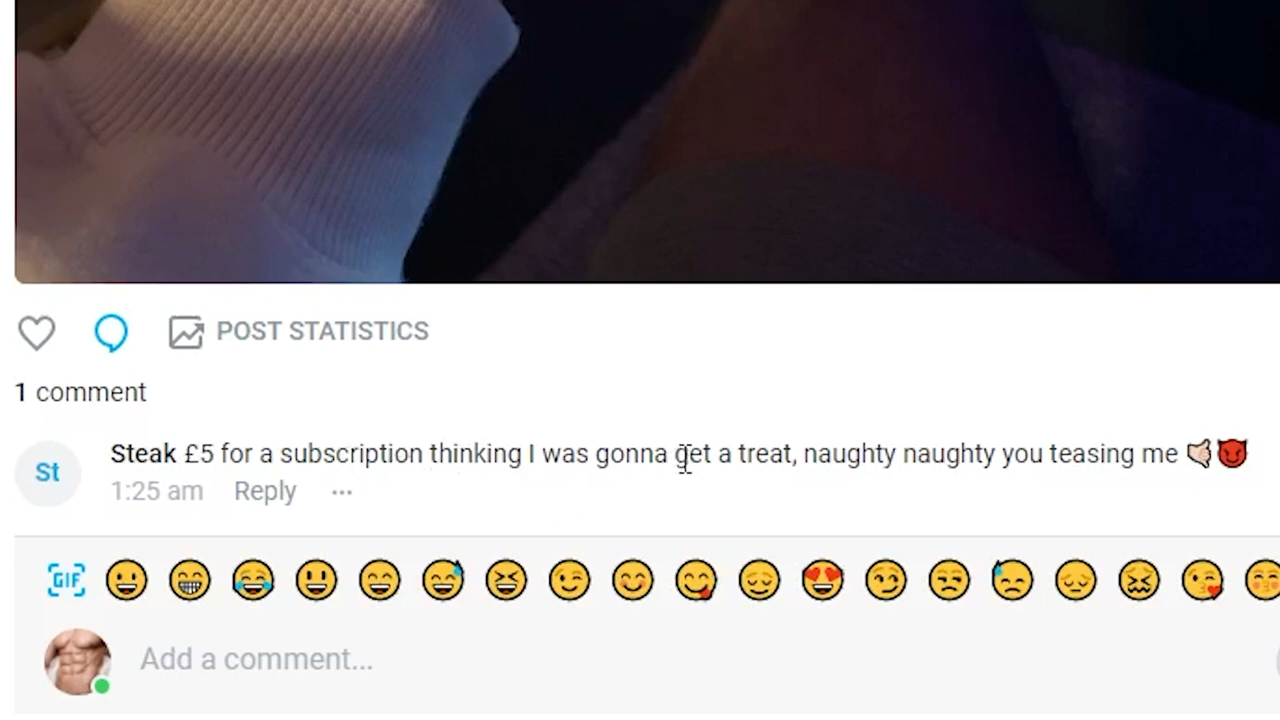 POST STATISTICS
1 comment
Steak £5 for a subscription thinking I was gonna get a treat, naughty naughty you teasing me 🤙🏻😈
St
1:25 am Reply ···
GIF 😀😁😂😃😄😅😆😉😊😋😌😍😏😒😓😔😖😘😚
Add a comment...